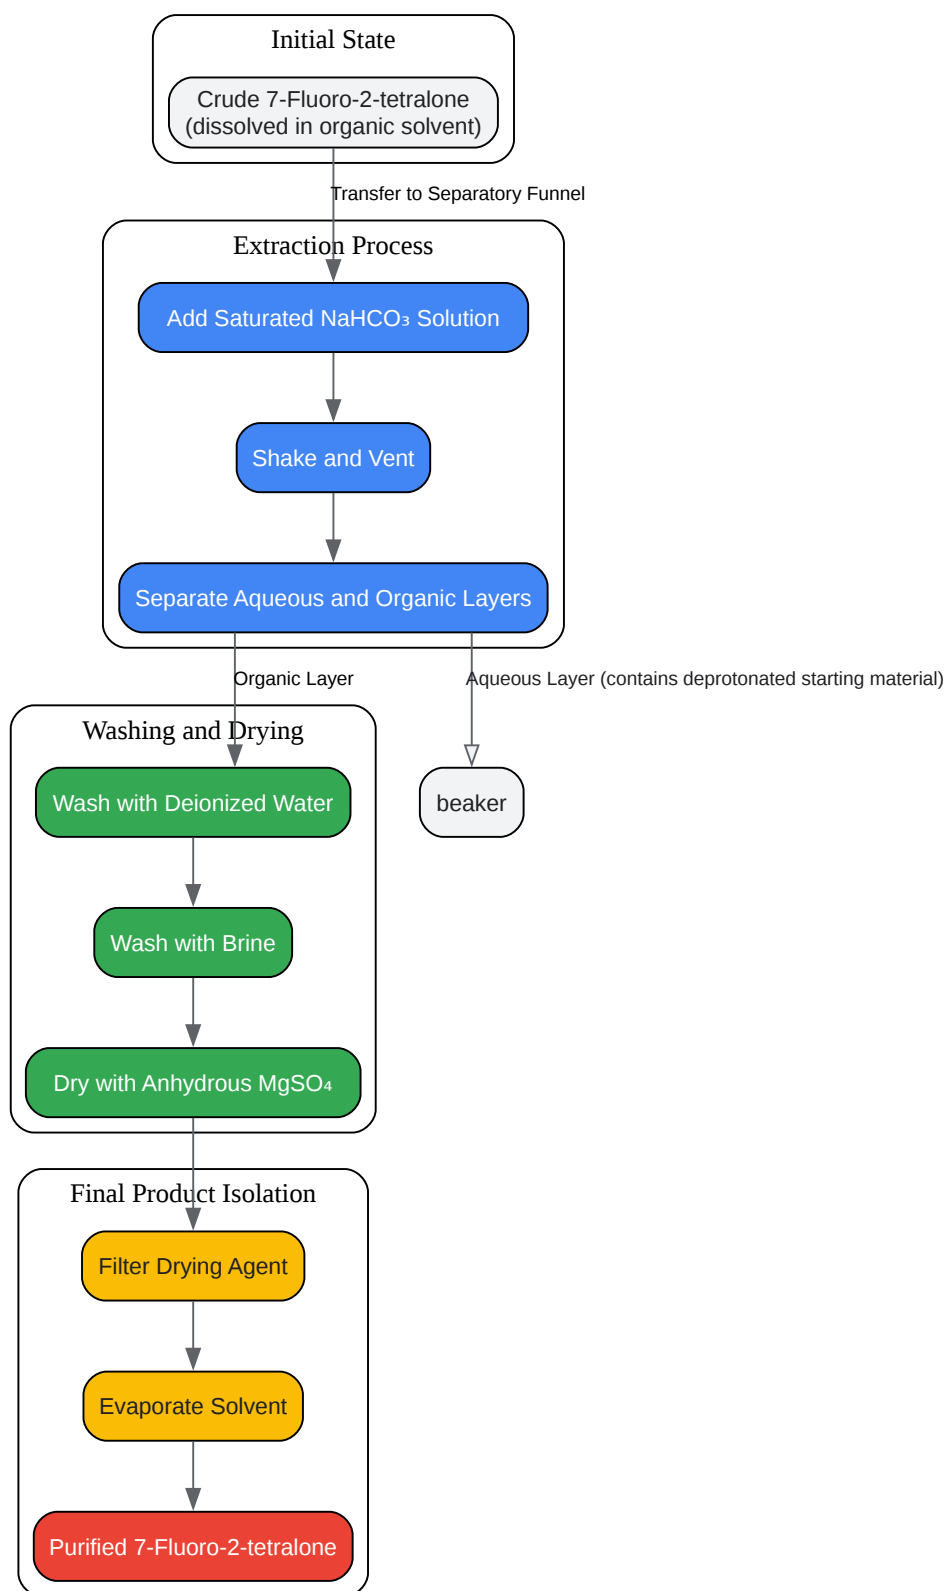 Initial State
Crude 7-Fluoro-2-tetralone
(dissolved in organic solvent)
Transfer to Separatory Funnel
Extraction Process
Add Saturated NaHCO₃ Solution
Shake and Vent
Separate Aqueous and Organic Layers
Organic Layer
Aqueous Layer (contains deprotonated starting material)
Washing and Drying
Wash with Deionized Water
beaker
Wash with Brine
Dry with Anhydrous MgSO₄
Final Product Isolation
Filter Drying Agent
Evaporate Solvent
Purified 7-Fluoro-2-tetralone